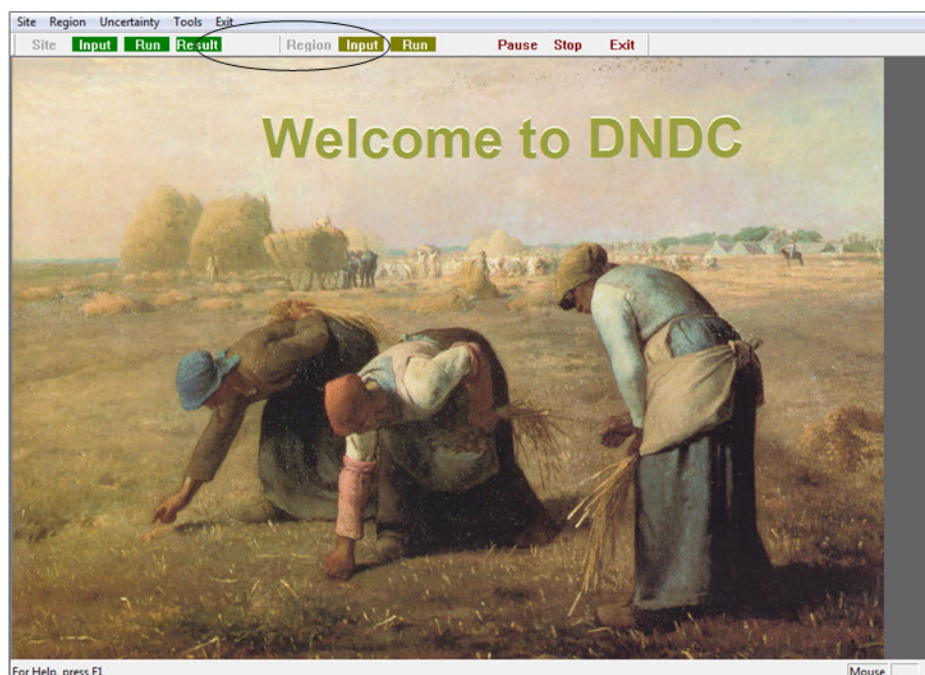 Site Region Uncertainty Tools Exit
Site Input Run Result Region Input Run Pause Stop Exit
Welcome to DNDC
For Help, press F1 Mouse